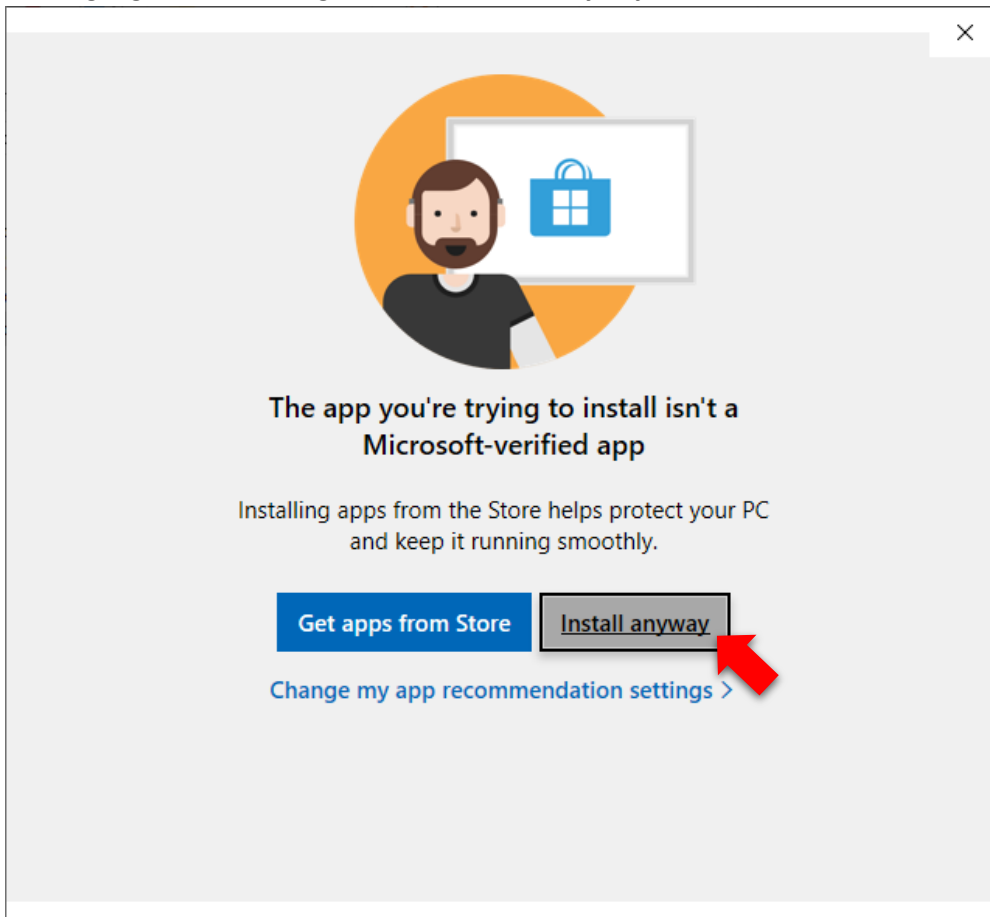 The app you're trying to install isn't a
Microsoft-verified app
Installing apps from the Store helps protect your PC
and keep it running smoothly.
Get apps from Store
Install anyway
Change my app recommendation settings >